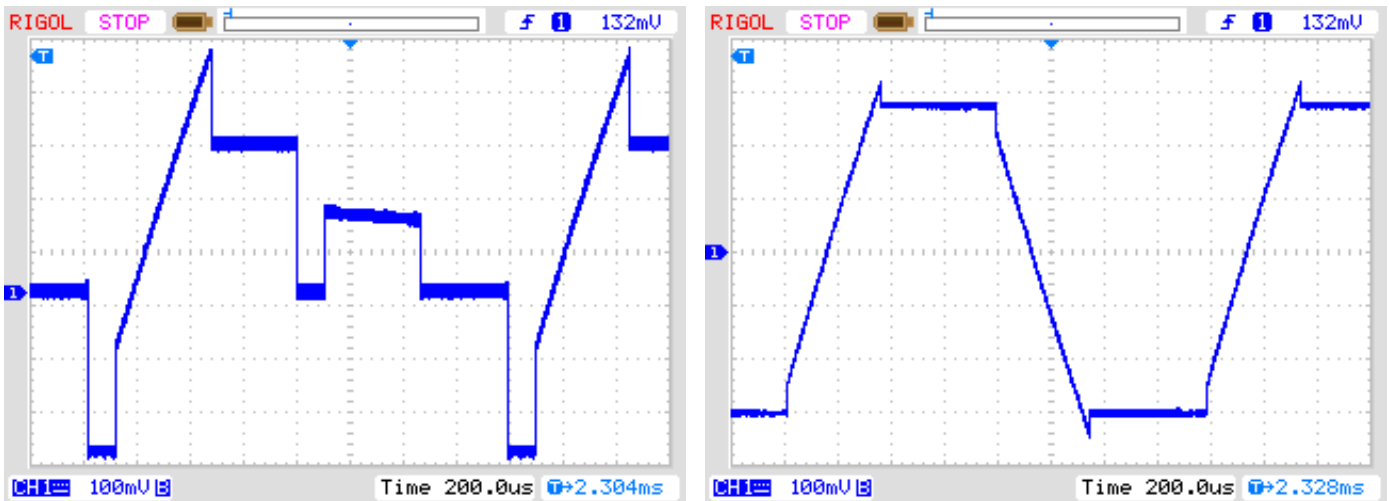 RIGOL STOP 1 132mV
T
1
CH1 100mV B Time 200.0us T→2.304ms
RIGOL STOP 1 132mV
T
1
CH1 100mV B Time 200.0us T→2.328ms